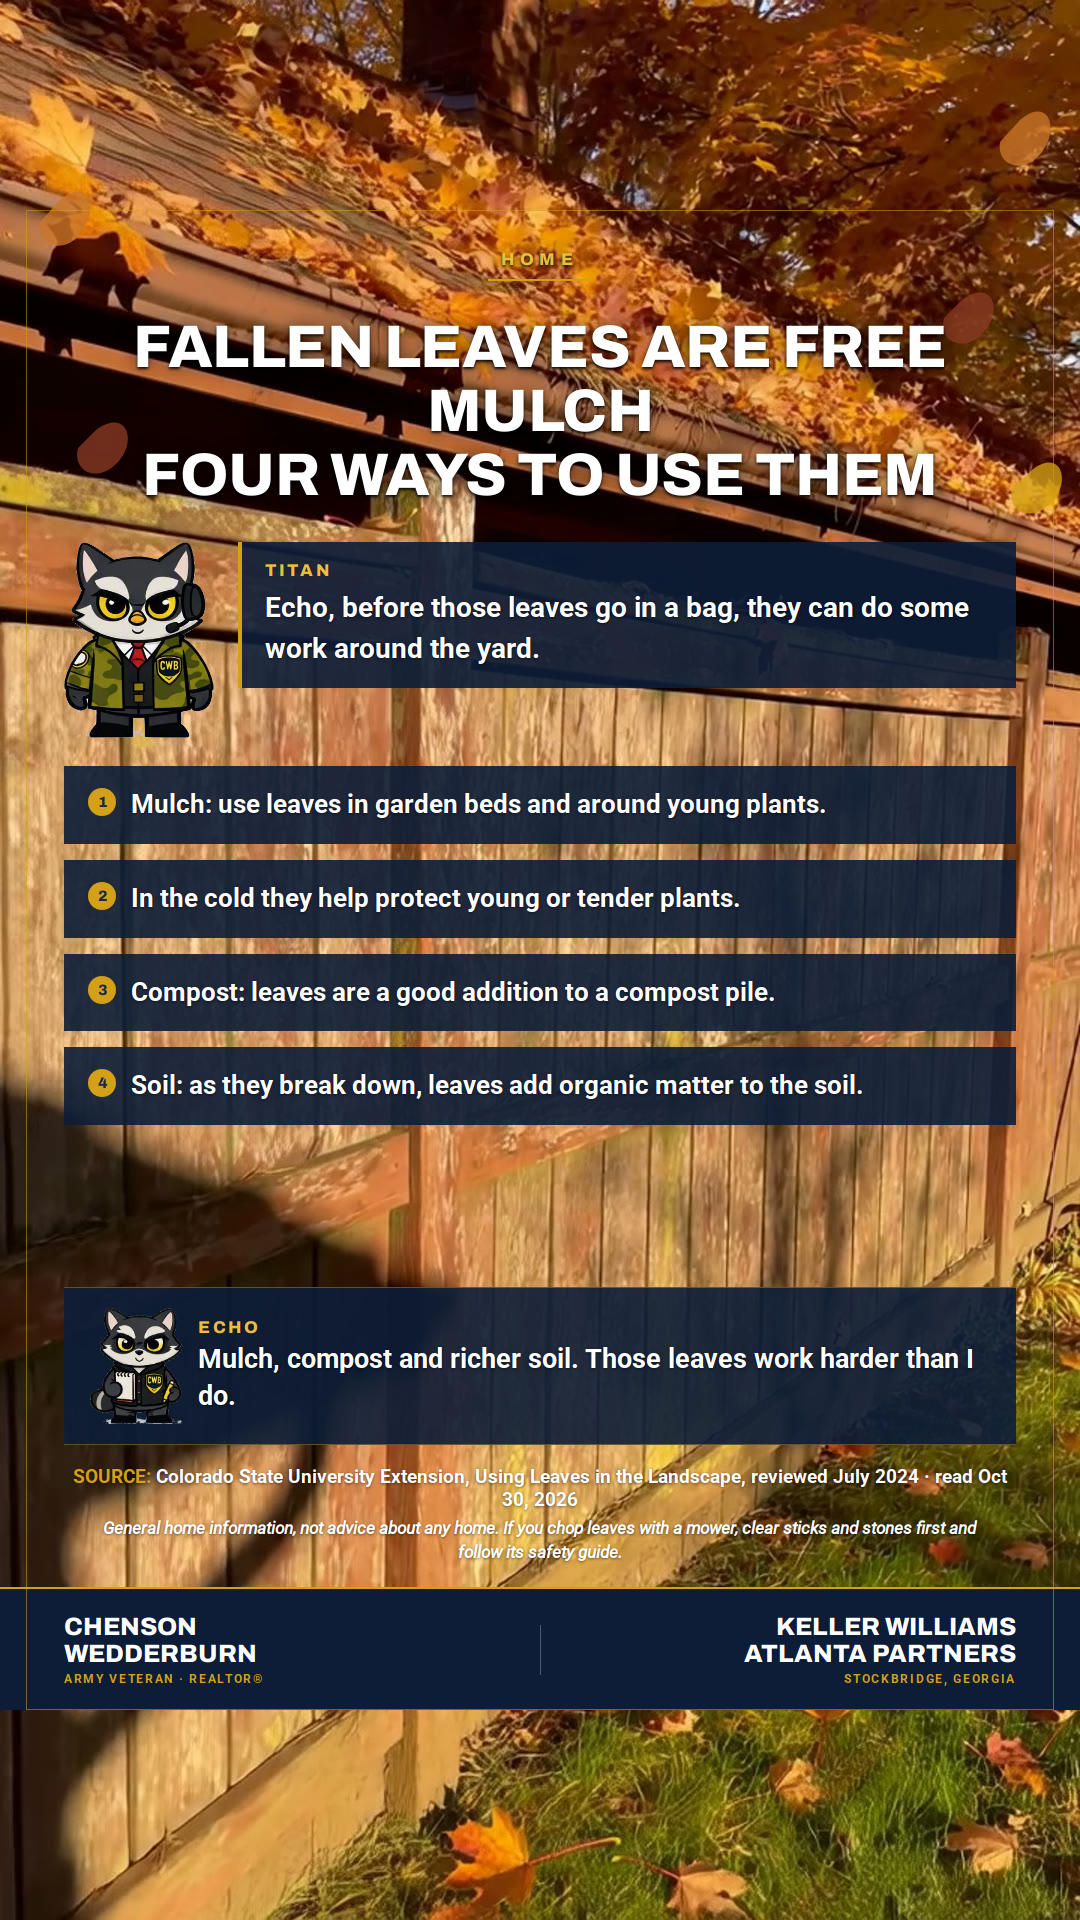 HOME
FALLEN LEAVES ARE FREE
MULCH
FOUR WAYS TO USE THEM
TITAN
Echo, before those leaves go in a bag, they can do some
work around the yard.
CWB
1 Mulch: use leaves in garden beds and around young plants.
2 In the cold they help protect young or tender plants.
3 Compost: leaves are a good addition to a compost pile.
4 Soil: as they break down, leaves add organic matter to the soil.
ECHO
Mulch, compost and richer soil. Those leaves work harder than I
do.
CWB
SOURCE: Colorado State University Extension, Using Leaves in the Landscape, reviewed July 2024 · read Oct
30, 2026
General home information, not advice about any home. If you chop leaves with a mower, clear sticks and stones first and
follow its safety guide.
CHENSON
WEDDERBURN
ARMY VETERAN · REALTOR®
KELLER WILLIAMS
ATLANTA PARTNERS
STOCKBRIDGE, GEORGIA